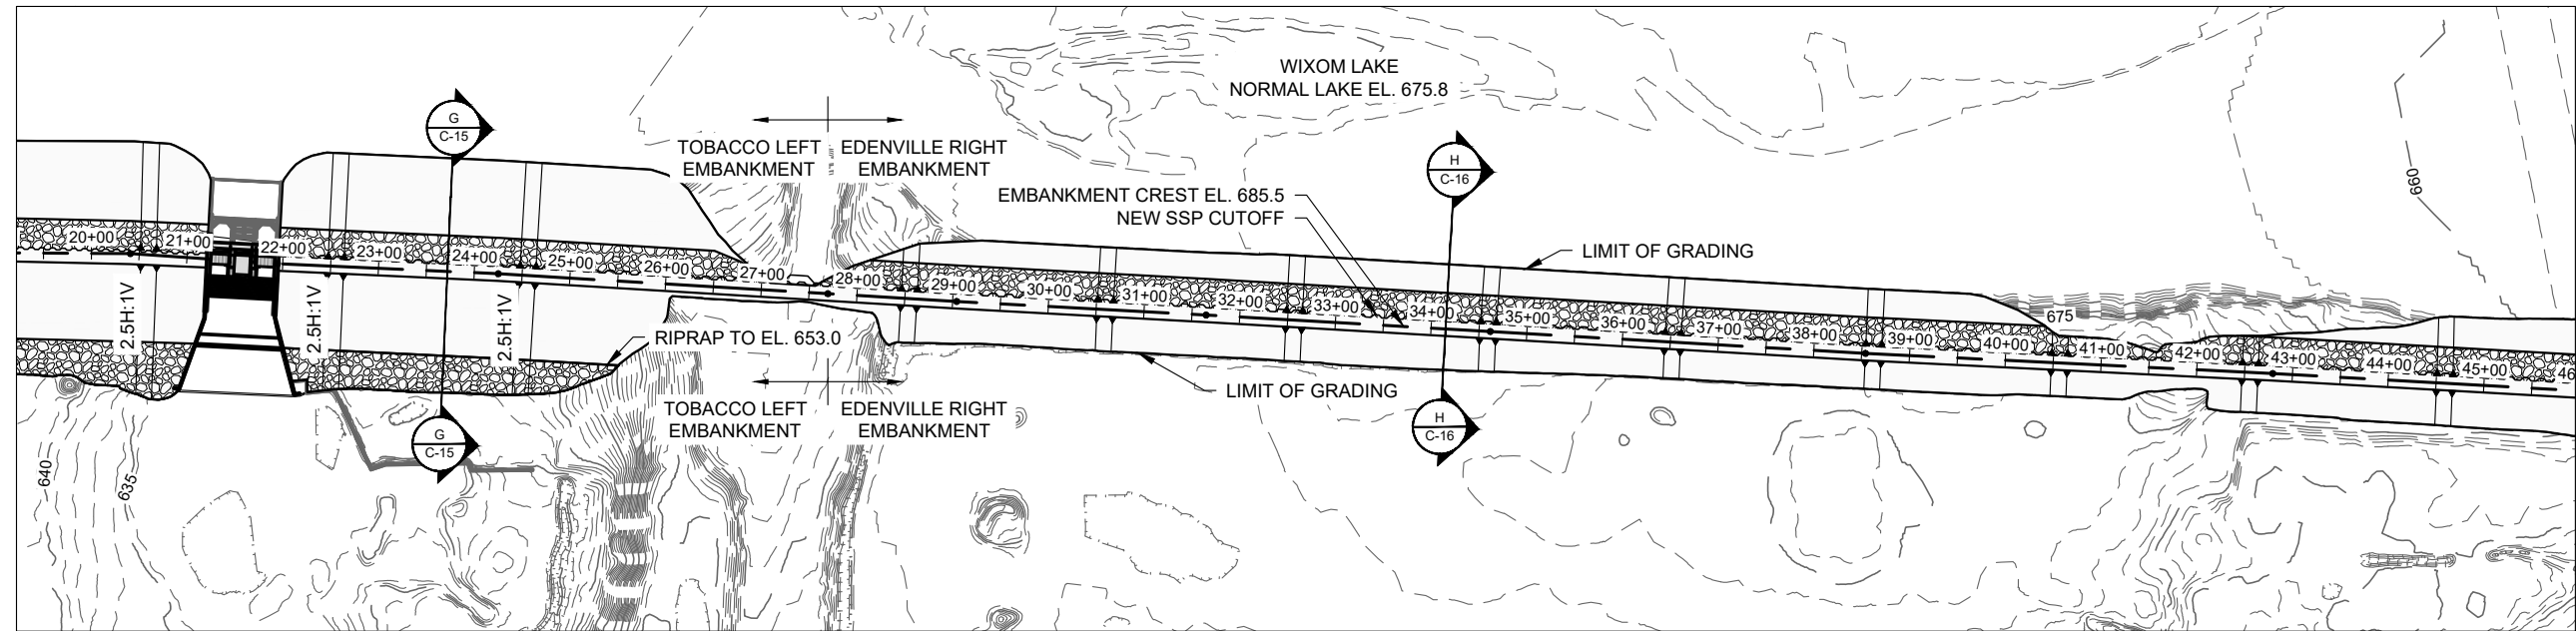 WIXOM LAKE
NORMAL LAKE EL. 675.8
G
C-15
TOBACCO LEFT
EMBANKMENT
EDENVILLE RIGHT
EMBANKMENT
H
C-16
EMBANKMENT CREST EL. 685.5
NEW SSP CUTOFF
LIMIT OF GRADING
660
20+00
21+00
22+00
23+00
24+00
25+00
26+00
27+00
28+00
29+00
30+00
31+00
32+00
33+00
34+00
35+00
36+00
37+00
38+00
39+00
40+00
41+00
42+00
43+00
44+00
45+00
46
675
2.5H:1V
2.5H:1V
2.5H:1V
RIPRAP TO EL. 653.0
LIMIT OF GRADING
TOBACCO LEFT
EMBANKMENT
EDENVILLE RIGHT
EMBANKMENT
G
C-15
H
C-16
640
635